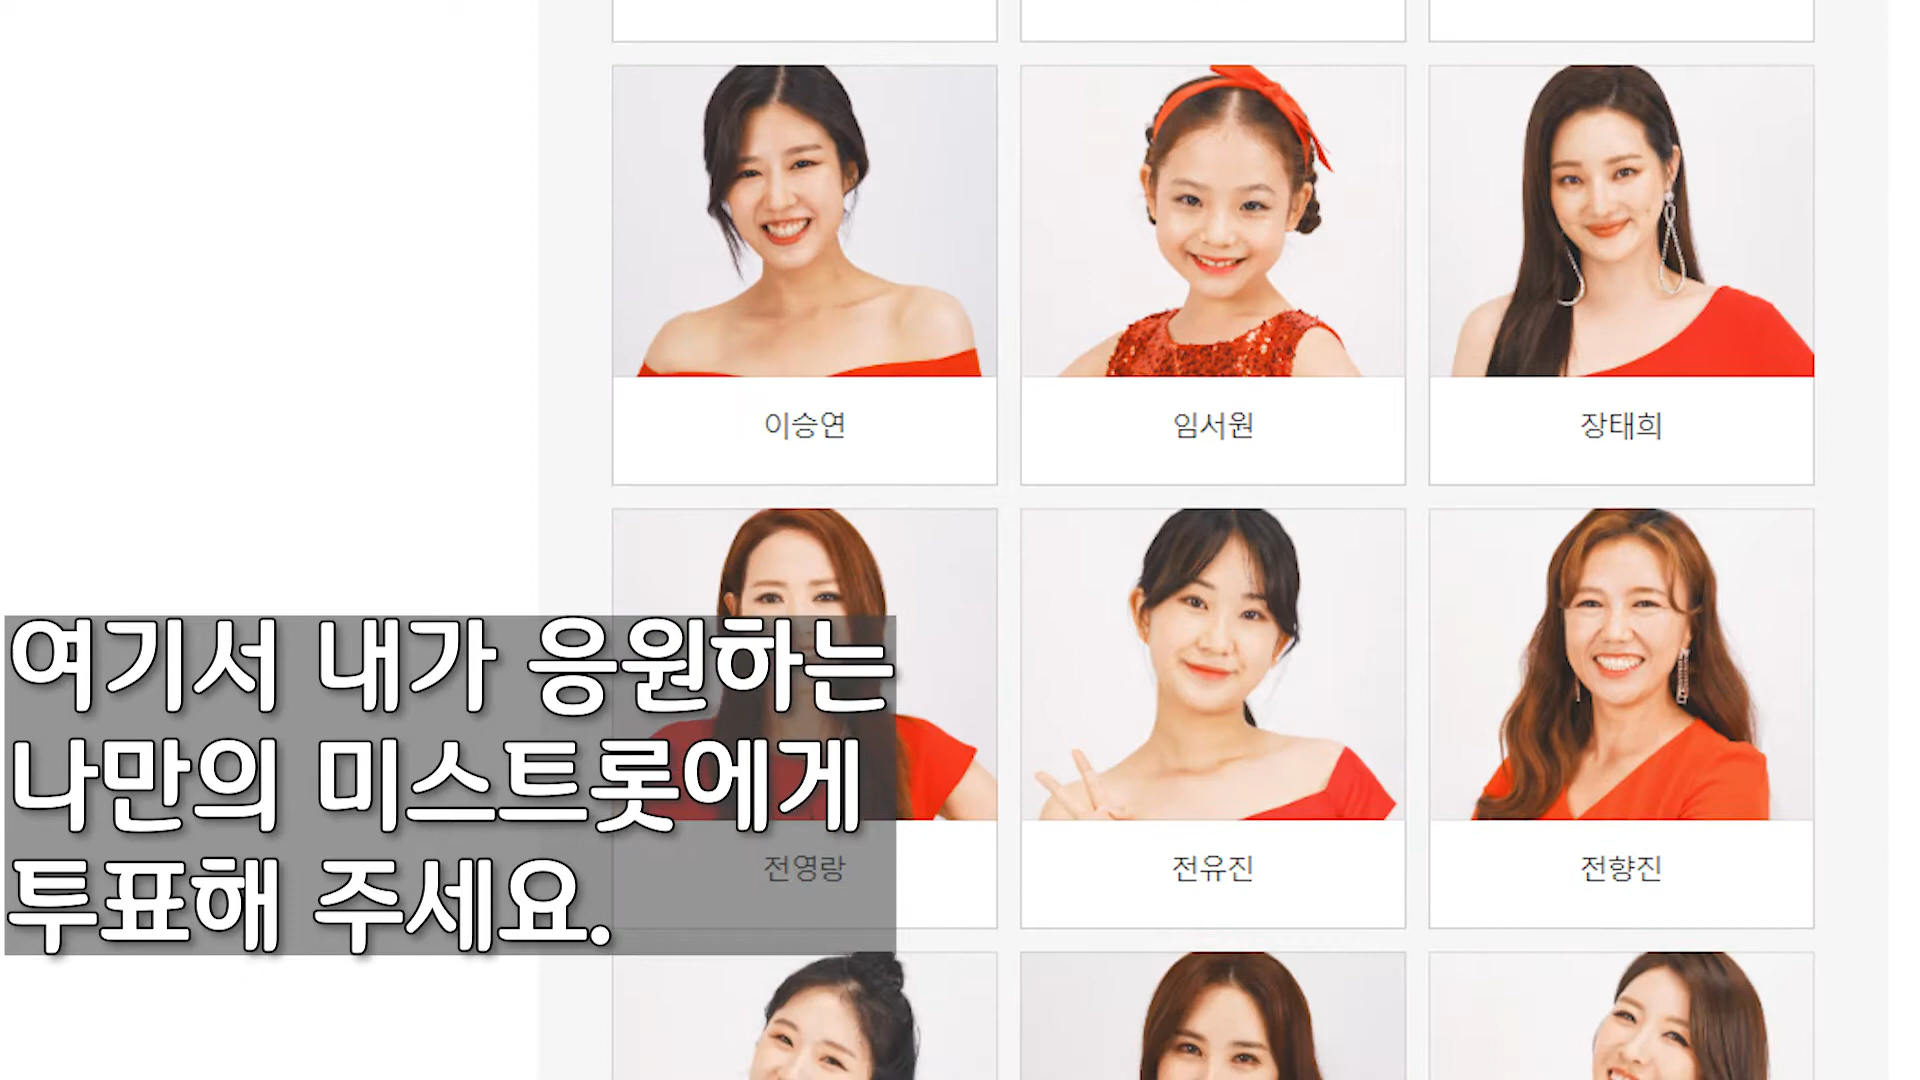 이승연
임서원
장태희
여기서 내가 응원하는
나만의 미스트롯에게
투표해 주세요.
전영랑
전유진
전향진